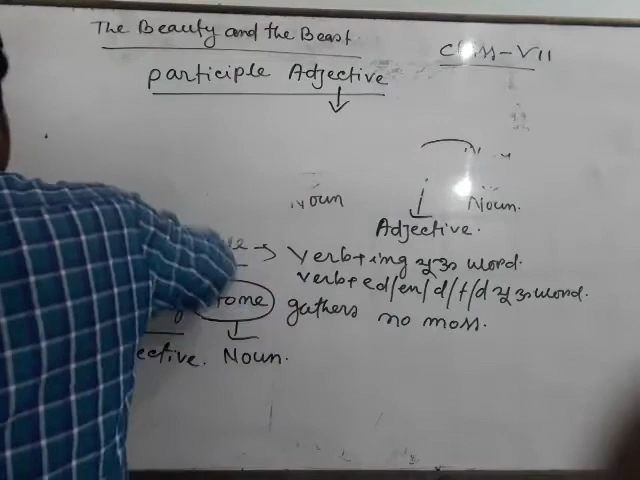 The Beauty and the Beast
Class-VII
participle Adjective
Noun
Noun.
Adjective.
→ Verb+ing যুক্ত word.
verb+ed/en/d/t/d যুক্ত word.
tome gathers no moss.
ective. Noun.